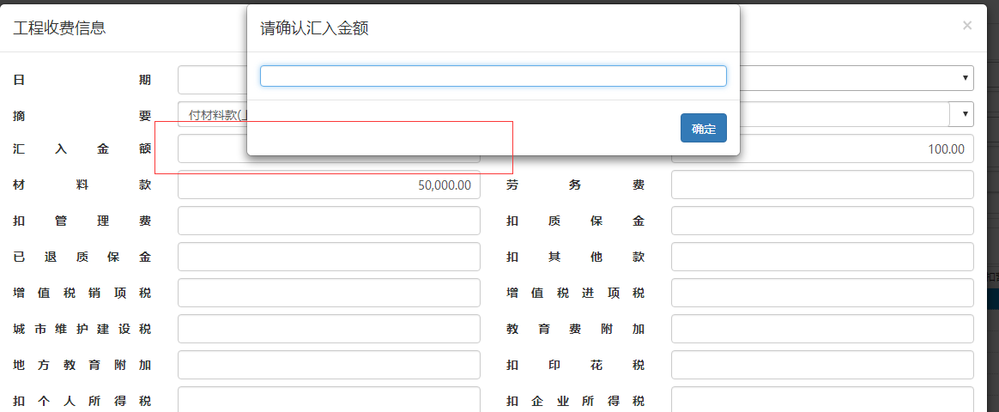 工程收费信息
请确认汇入金额
×
日期
摘要
付材料款(
确定
汇入金额
100.00
材料款
50,000.00
劳务费
扣管理费
扣质保金
已退质保金
扣其他款
增值税销项税
增值税进项税
城市维护建设税
教育费附加
地方教育附加
扣印花税
扣个人所得税
扣企业所得税